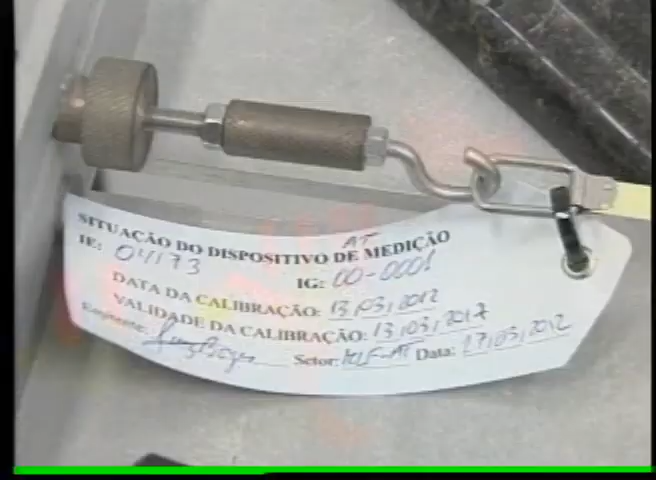 SITUAÇÃO DO DISPOSITIVO DE MEDIÇÃO
AT
IE: 04173 IG: 00-0001
DATA DA CALIBRAÇÃO: 13,03,2012
VALIDADE DA CALIBRAÇÃO: 13,03,2017
Setor: Data: 27,03,2012